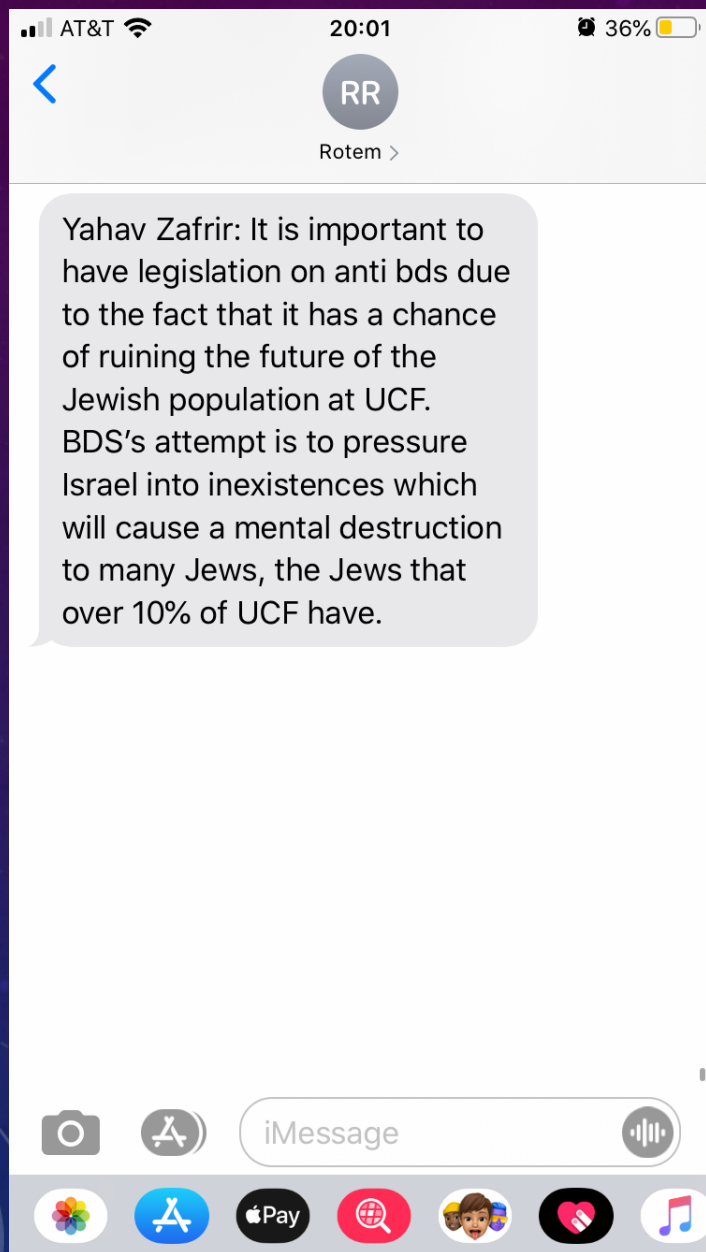 AT&T 20:01 36%
RR
Rotem
Yahav Zafrir: It is important to
have legislation on anti bds due
to the fact that it has a chance
of ruining the future of the
Jewish population at UCF.
BDS’s attempt is to pressure
Israel into inexistences which
will cause a mental destruction
to many Jews, the Jews that
over 10% of UCF have.
iMessage
Pay